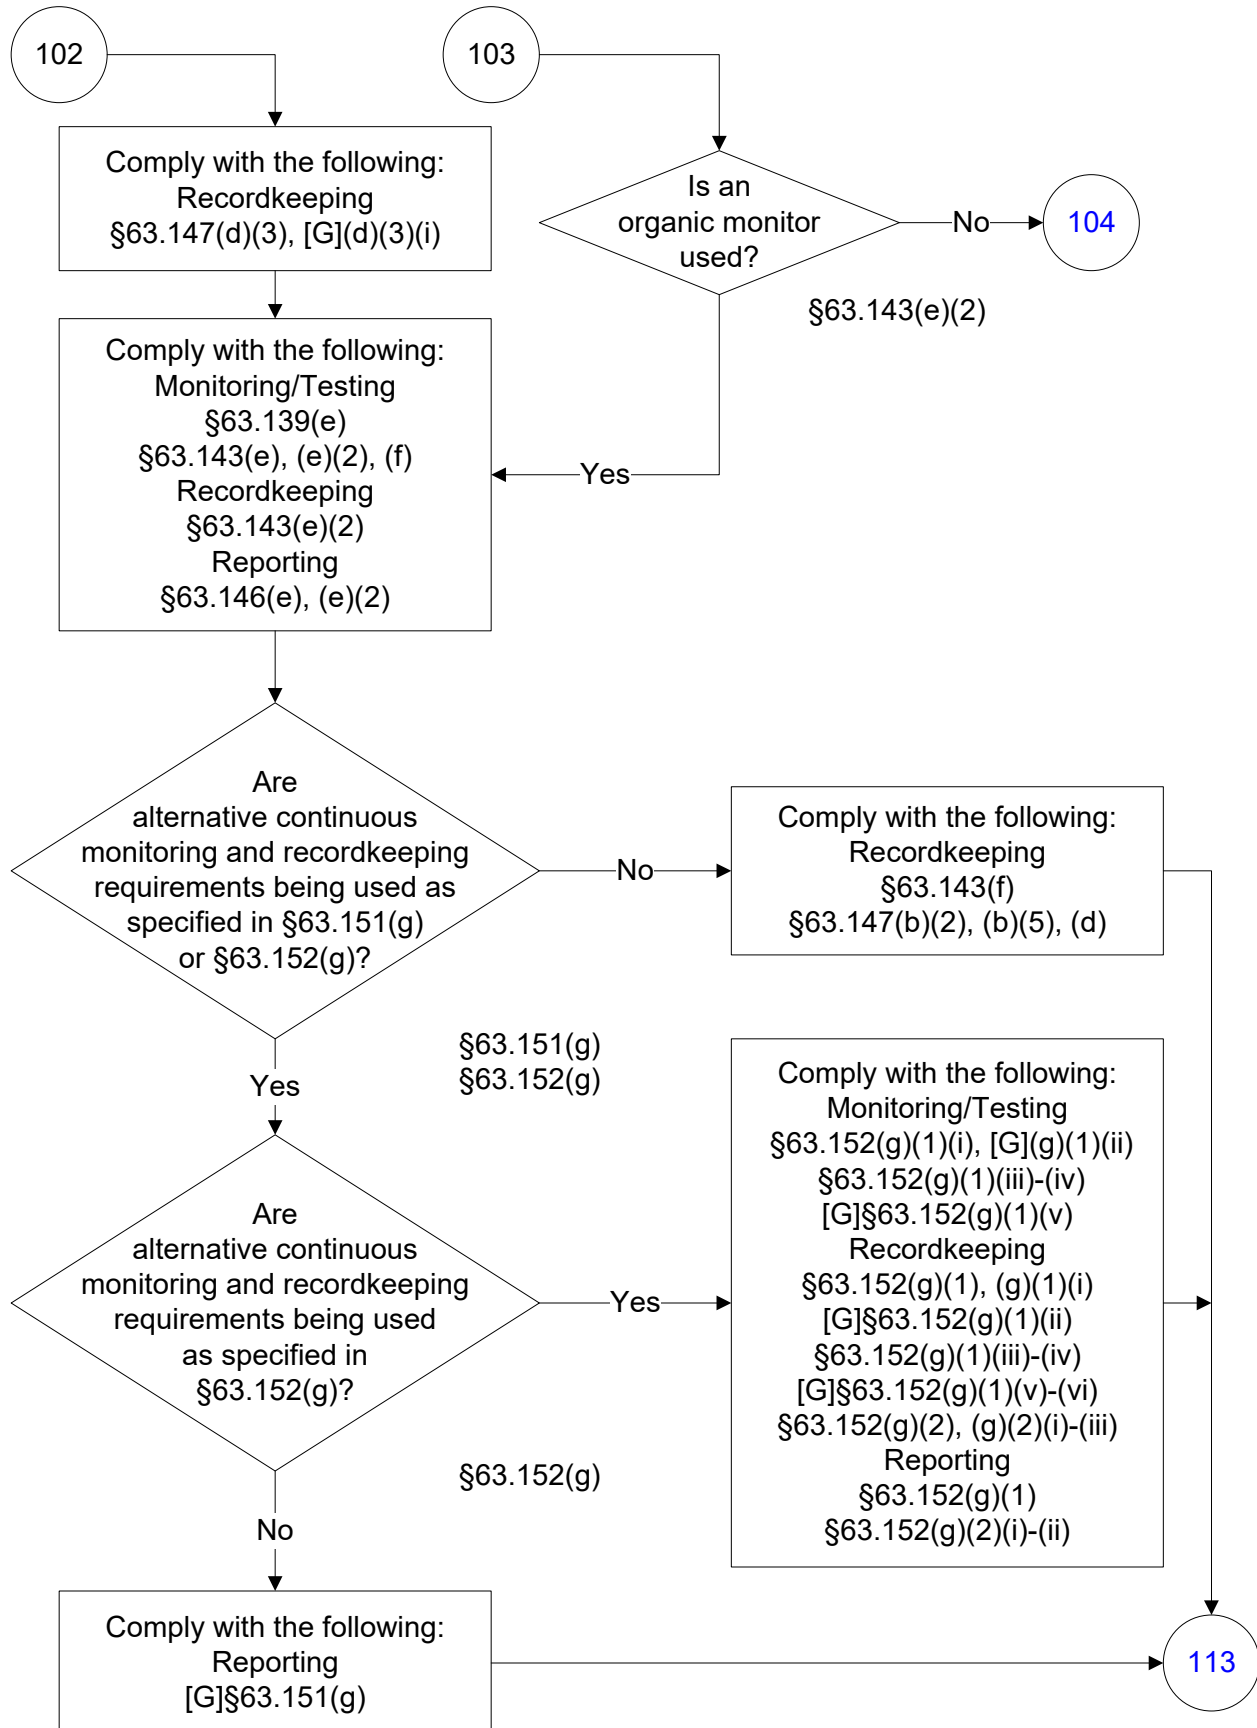 102
103
Comply with the following:
Recordkeeping
§63.147(d)(3), [G](d)(3)(i)
Is an
organic monitor
used?
No
104
§63.143(e)(2)
Comply with the following:
Monitoring/Testing
§63.139(e)
§63.143(e), (e)(2), (f)
Recordkeeping
§63.143(e)(2)
Reporting
§63.146(e), (e)(2)
Yes
Are
alternative continuous
monitoring and recordkeeping
requirements being used as
specified in §63.151(g)
or §63.152(g)?
No
Comply with the following:
Recordkeeping
§63.143(f)
§63.147(b)(2), (b)(5), (d)
§63.151(g)
§63.152(g)
Yes
Are
alternative continuous
monitoring and recordkeeping
requirements being used
as specified in
§63.152(g)?
Yes
Comply with the following:
Monitoring/Testing
§63.152(g)(1)(i), [G](g)(1)(ii)
§63.152(g)(1)(iii)-(iv)
[G]§63.152(g)(1)(v)
Recordkeeping
§63.152(g)(1), (g)(1)(i)
[G]§63.152(g)(1)(ii)
§63.152(g)(1)(iii)-(iv)
[G]§63.152(g)(1)(v)-(vi)
§63.152(g)(2), (g)(2)(i)-(iii)
Reporting
§63.152(g)(1)
§63.152(g)(2)(i)-(ii)
§63.152(g)
No
Comply with the following:
Reporting
[G]§63.151(g)
113